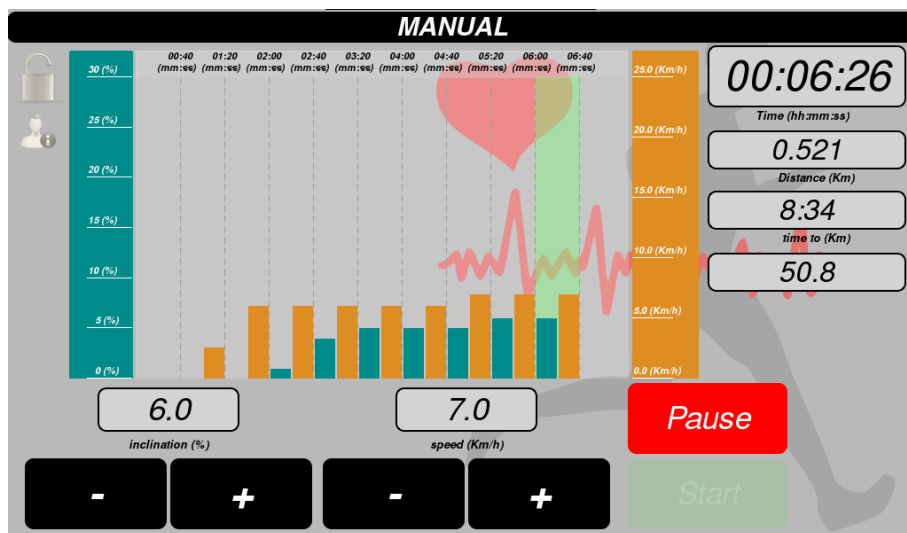 MANUAL
00:40 01:20 02:00 02:40 03:20 04:00 04:40 05:20 06:00 06:40
(mm:ss) (mm:ss) (mm:ss) (mm:ss) (mm:ss) (mm:ss) (mm:ss) (mm:ss) (mm:ss) (mm:ss)
30 (%)
25 (%)
20 (%)
15 (%)
10 (%)
5 (%)
0 (%)
25.0 (Km/h)
20.0 (Km/h)
15.0 (Km/h)
10.0 (Km/h)
5.0 (Km/h)
0.0 (Km/h)
00:06:26
Time (hh:mm:ss)
0.521
Distance (Km)
8:34
time to (Km)
50.8
6.0
inclination (%)
7.0
speed (Km/h)
Pause
- + - +
Start